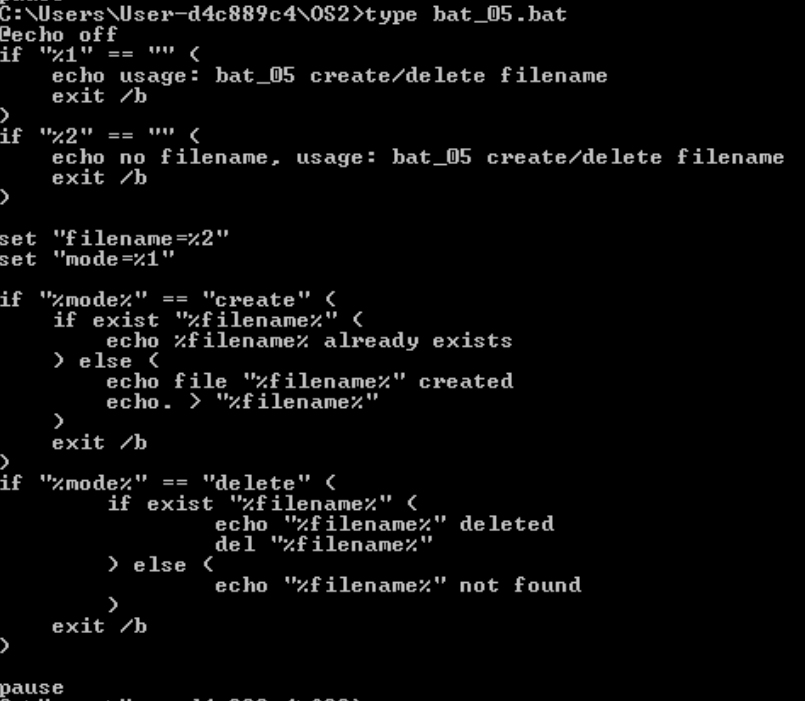 C:\Users\User-d4c889c4\OS2>type bat_05.bat
@echo off
if "%1" == "" (
    echo usage: bat_05 create/delete filename
    exit /b
)
if "%2" == "" (
    echo no filename, usage: bat_05 create/delete filename
    exit /b
)

set "filename=%2"
set "mode=%1"

if "%mode%" == "create" (
    if exist "%filename%" (
        echo %filename% already exists
    ) else (
        echo file "%filename%" created
        echo. > "%filename%"
    )
    exit /b
)
if "%mode%" == "delete" (
        if exist "%filename%" (
                echo "%filename%" deleted
                del "%filename%"
        ) else (
                echo "%filename%" not found
        )
    exit /b
)

pause